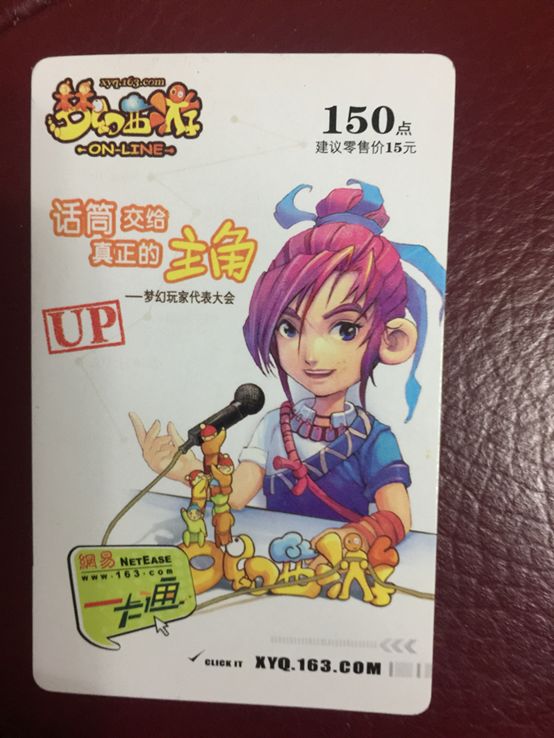 xyq.163.com
梦幻西游
ON-LINE
150点
建议零售价15元
话筒交给
真正的主角
——梦幻玩家代表大会
UP
幻西游
網易 NETEASE
www.163.com
一卡通
CLICK IT XYQ.163.COM